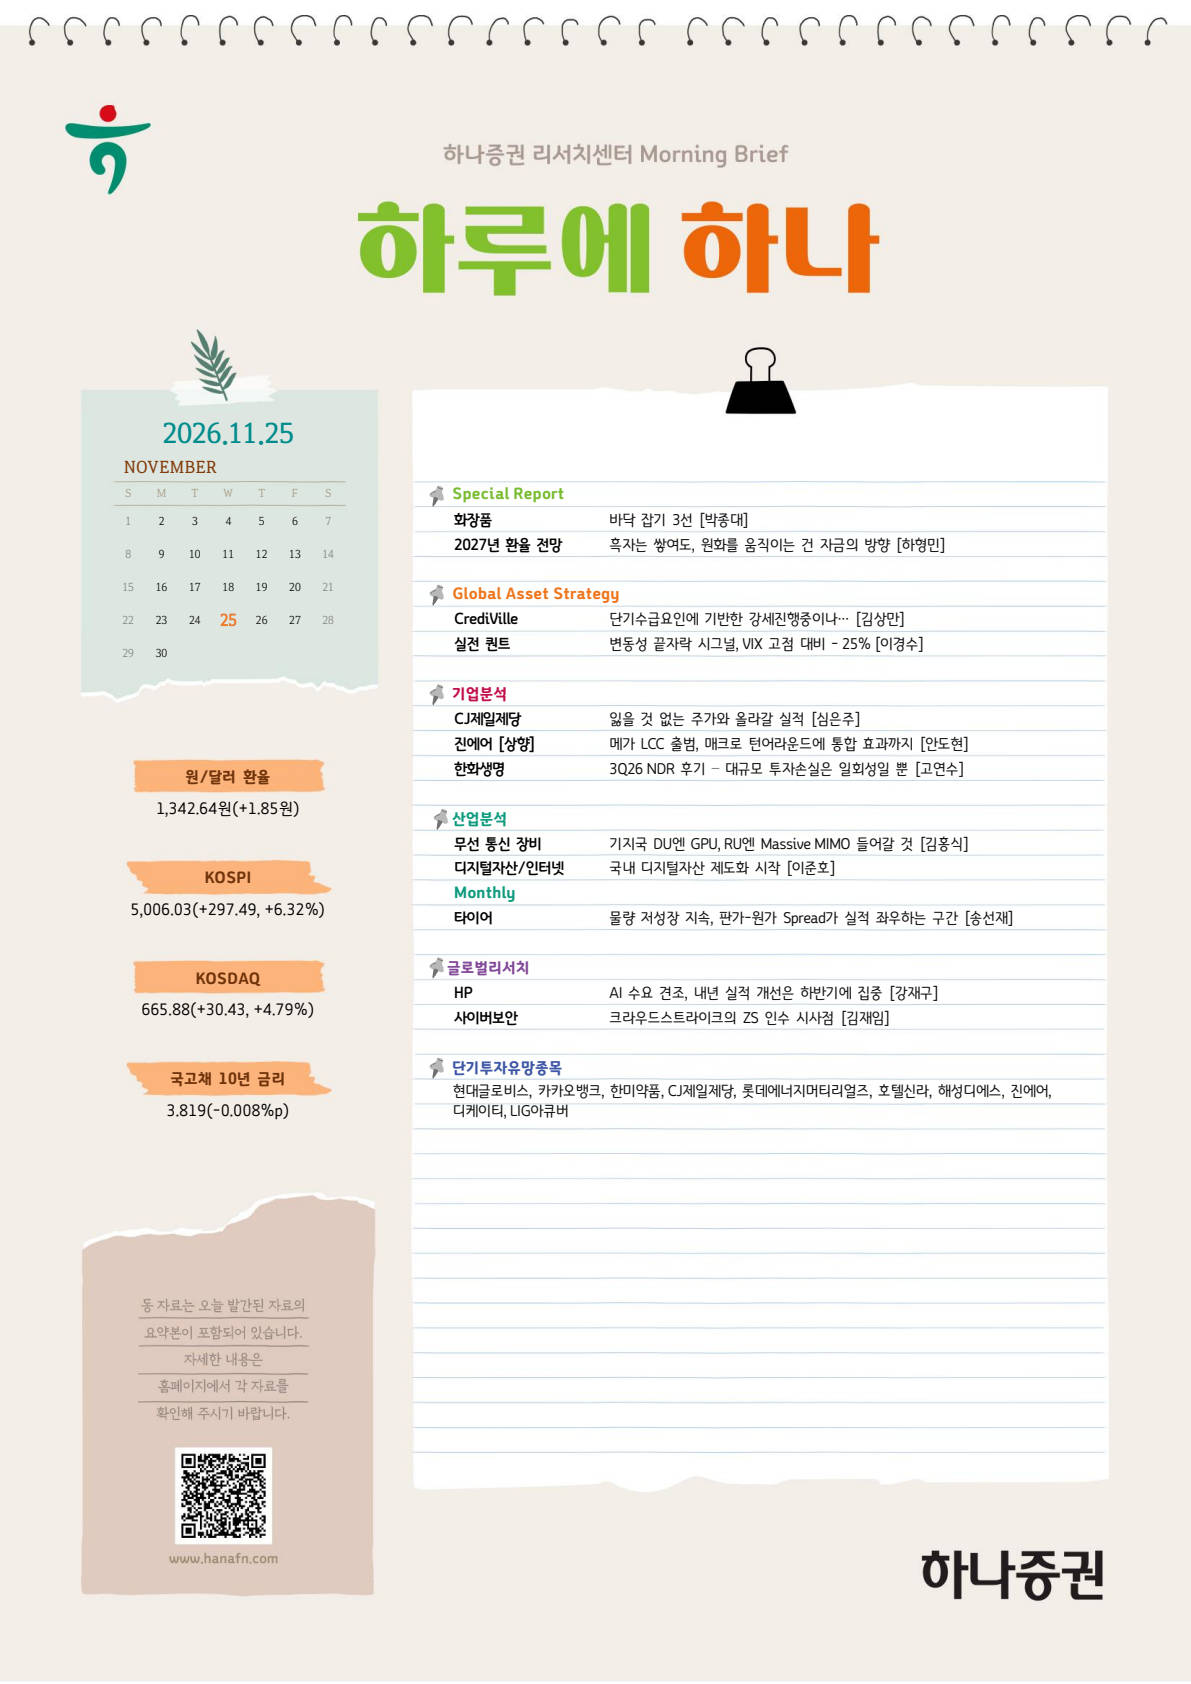 하나증권 리서치센터 Morning Brief
하루에 하나
2026.11.25
NOVEMBER
S M T W T F S
1 2 3 4 5 6 7
8 9 10 11 12 13 14
15 16 17 18 19 20 21
22 23 24 25 26 27 28
29 30
원/달러 환율
1,342.64원(+1.85원)
KOSPI
5,006.03(+297.49, +6.32%)
KOSDAQ
665.88(+30.43, +4.79%)
국고채 10년 금리
3.819(-0.008%p)
동 자료는 오늘 발간된 자료의
요약본이 포함되어 있습니다.
자세한 내용은
홈페이지에서 각 자료를
확인해 주시기 바랍니다.
www.hanafn.com
Special Report
화장품 바닥 잡기 3선 [박종대]
2027년 환율 전망 흑자는 쌓여도, 원화를 움직이는 건 자금의 방향 [하형민]
Global Asset Strategy
CrediVille 단기수급요인에 기반한 강세진행중이나… [김상만]
실전 퀀트 변동성 끝자락 시그널, VIX 고점 대비 - 25% [이경수]
기업분석
CJ제일제당 잃을 것 없는 주가와 올라갈 실적 [심은주]
진에어 [상향] 메가 LCC 출범, 매크로 턴어라운드에 통합 효과까지 [안도현]
한화생명 3Q26 NDR 후기 – 대규모 투자손실은 일회성일 뿐 [고연수]
산업분석
무선 통신 장비 기지국 DU엔 GPU, RU엔 Massive MIMO 들어갈 것 [김홍식]
디지털자산/인터넷 국내 디지털자산 제도화 시작 [이준호]
Monthly
타이어 물량 저성장 지속, 판가-원가 Spread가 실적 좌우하는 구간 [송선재]
글로벌리서치
HP AI 수요 견조, 내년 실적 개선은 하반기에 집중 [강재구]
사이버보안 크라우드스트라이크의 ZS 인수 시사점 [김재임]
단기투자유망종목
현대글로비스, 카카오뱅크, 한미약품, CJ제일제당, 롯데에너지머티리얼즈, 호텔신라, 해성디에스, 진에어,
디케이티, LIG아큐버
하나증권